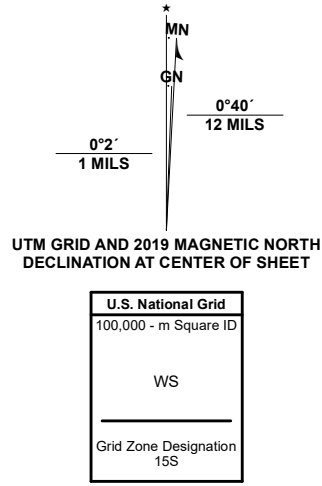 MN
GN
0°40´
12 MILS
0°2´
1 MILS
UTM GRID AND 2019 MAGNETIC NORTH
DECLINATION AT CENTER OF SHEET
U.S. National Grid
100,000 - m Square ID
WS
Grid Zone Designation
15S